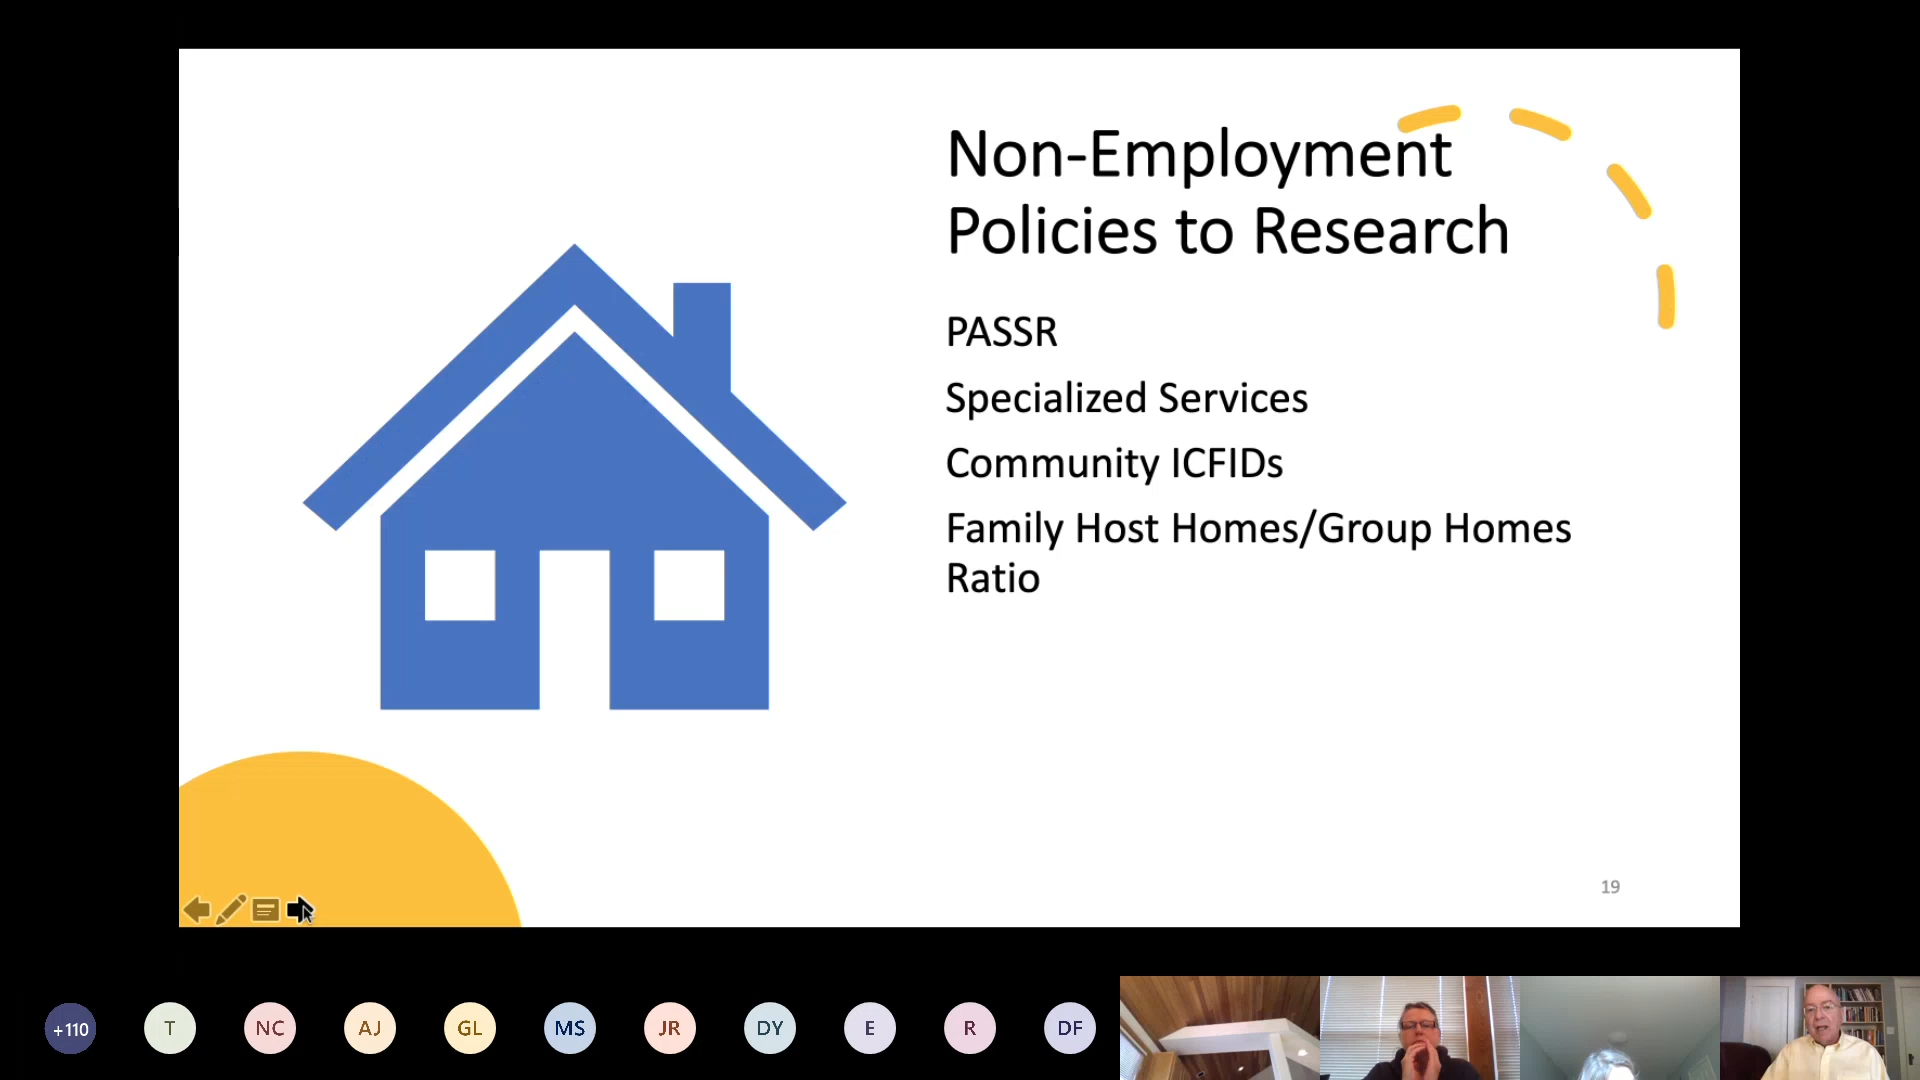 Non-Employment
Policies to Research
PASSR
Specialized Services
Community ICFIDs
Family Host Homes/Group Homes
Ratio
19
+110
T
NC
AJ
GL
MS
JR
DY
E
R
DF